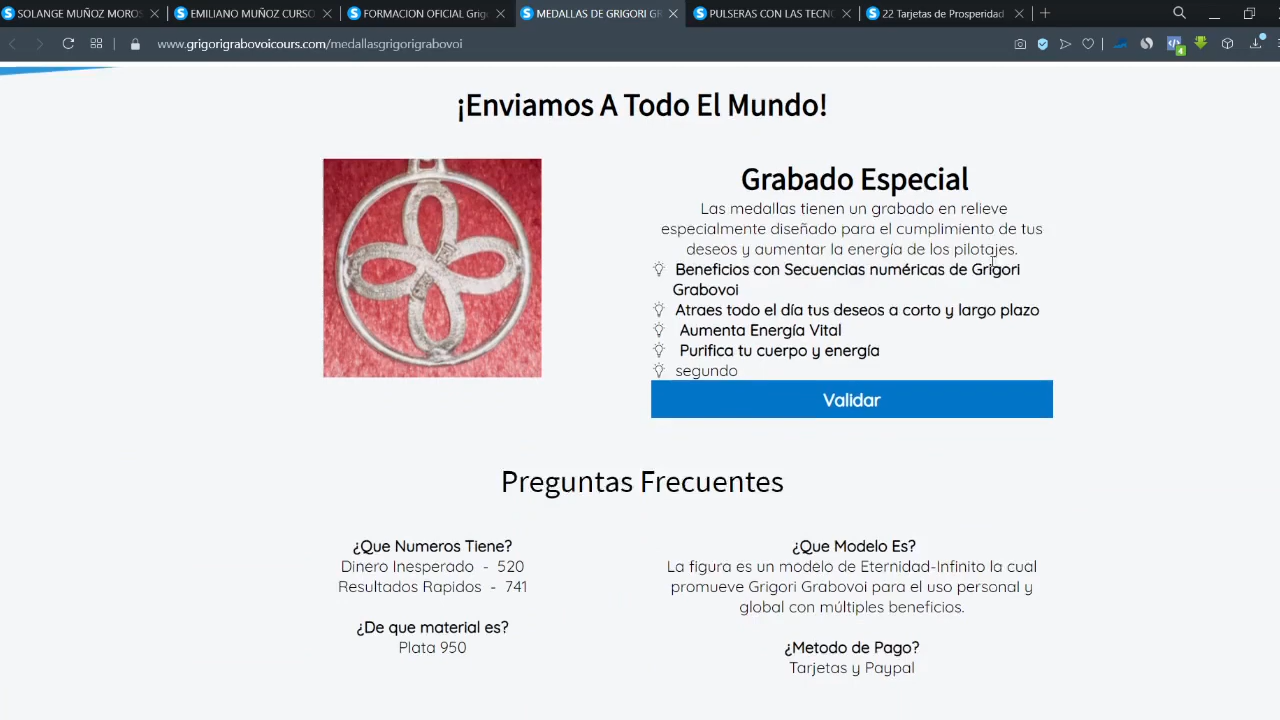 SOLANGE MUÑOZ MOROS
EMILIANO MUÑOZ CURSO
FORMACION OFICIAL Grig
MEDALLAS DE GRIGORI GR
PULSERAS CON LAS TECN
22 Tarjetas de Prosperidad
www.grigorigrabovoicours.com/medallasgrigorigrabovoi
4
¡Enviamos A Todo El Mundo!
Grabado Especial
Las medallas tienen un grabado en relieve
especialmente diseñado para el cumplimiento de tus
deseos y aumentar la energía de los pilotajes.
Beneficios con Secuencias numéricas de Grigori
Grabovoi
Atraes todo el día tus deseos a corto y largo plazo
Aumenta Energía Vital
Purifica tu cuerpo y energía
segundo
Validar
Preguntas Frecuentes
¿Que Numeros Tiene?
Dinero Inesperado - 520
Resultados Rapidos - 741
¿De que material es?
Plata 950
¿Que Modelo Es?
La figura es un modelo de Eternidad-Infinito la cual
promueve Grigori Grabovoi para el uso personal y
global con múltiples beneficios.
¿Metodo de Pago?
Tarjetas y Paypal